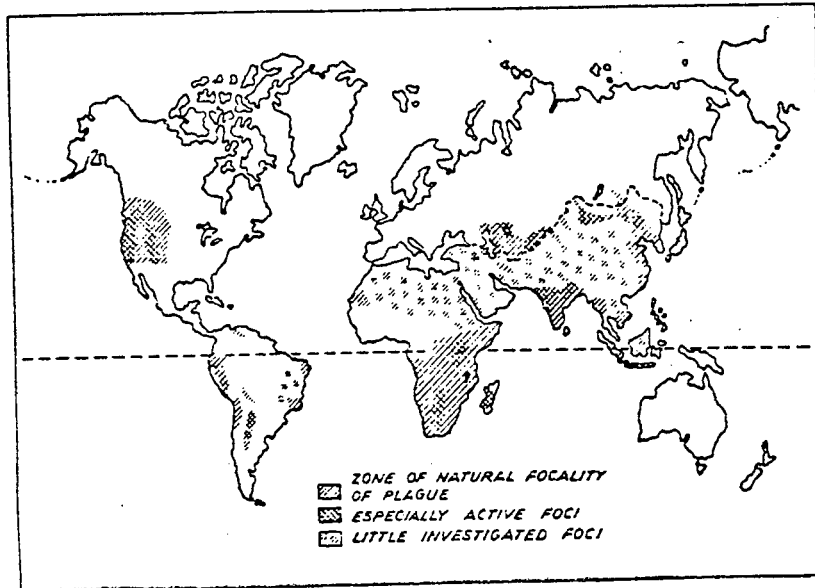 ZONE OF NATURAL FOCALITY
OF PLAGUE
ESPECIALLY ACTIVE FOCI
LITTLE INVESTIGATED FOCI